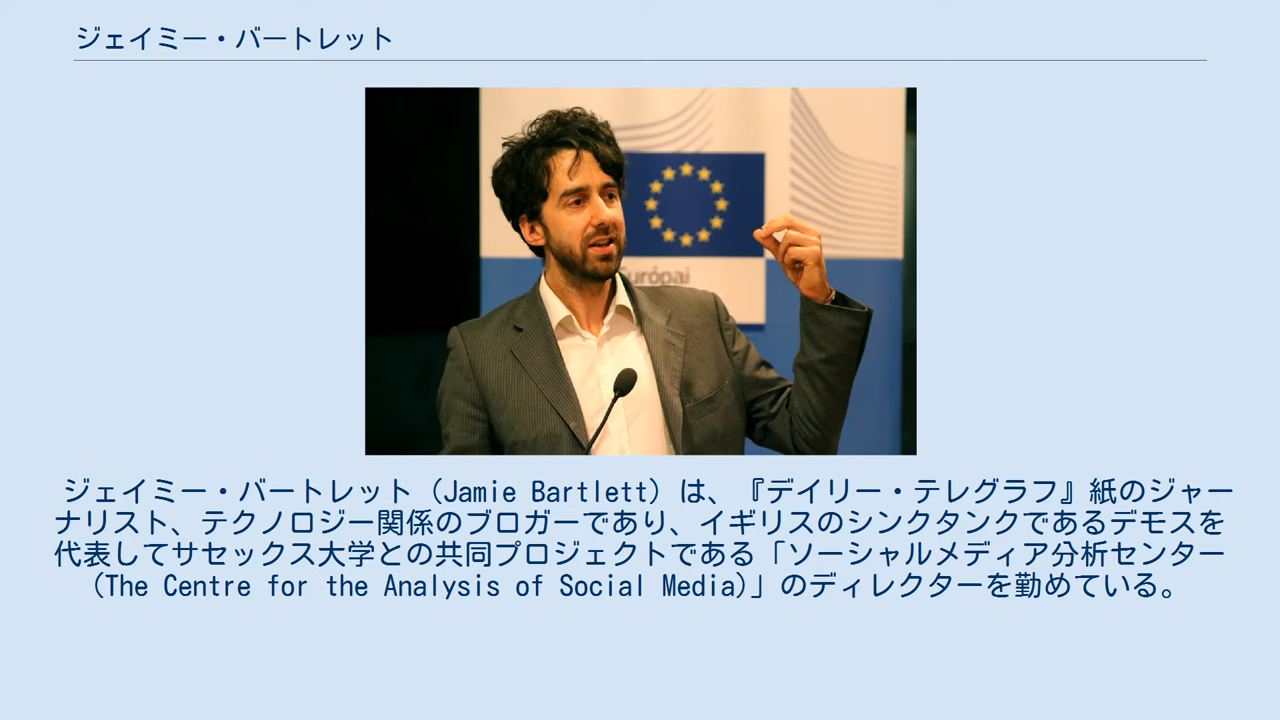 ジェイミー・バートレット
Európai
ジェイミー・バートレット (Jamie Bartlett) は、『デイリー・テレグラフ』紙のジャー
ナリスト、テクノロジー関係のブロガーであり、イギリスのシンクタンクであるデモスを
代表してサセックス大学との共同プロジェクトである「ソーシャルメディア分析センター
(The Centre for the Analysis of Social Media)」のディレクターを勤めている。